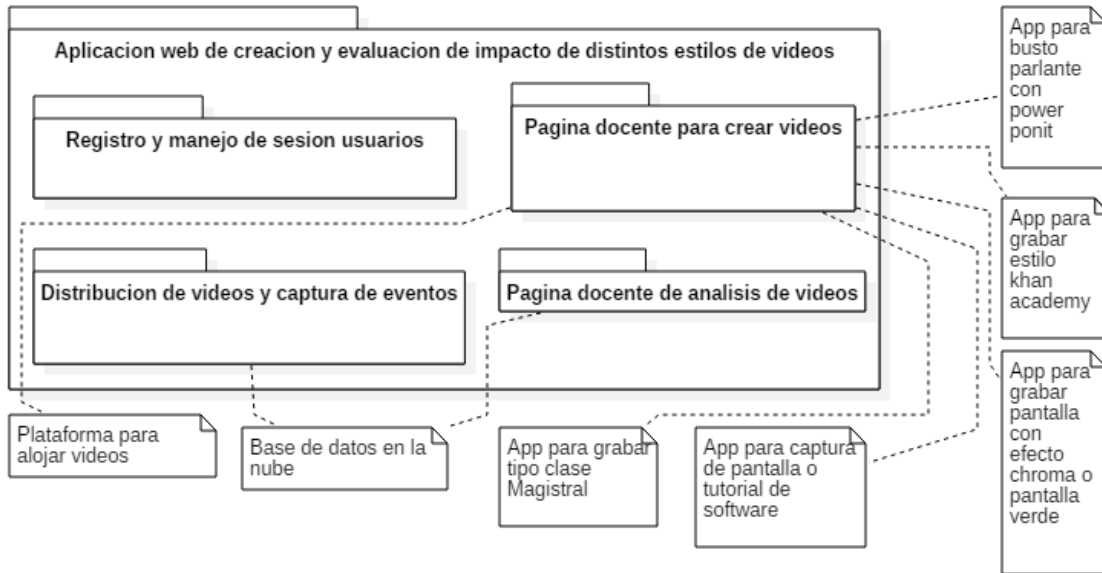 Aplicacion web de creacion y evaluacion de impacto de distintos estilos de videos
Registro y manejo de sesion usuarios
Pagina docente para crear videos
Distribucion de videos y captura de eventos
Pagina docente de analisis de videos
App para
busto
parlante
con
power
ponit
App para
grabar
estilo
khan
academy
App para
grabar
pantalla
con
efecto
chroma o
pantalla
verde
Plataforma para
alojar videos
Base de datos en la
nube
App para grabar
tipo clase
Magistral
App para captura
de pantalla o
tutorial de
software